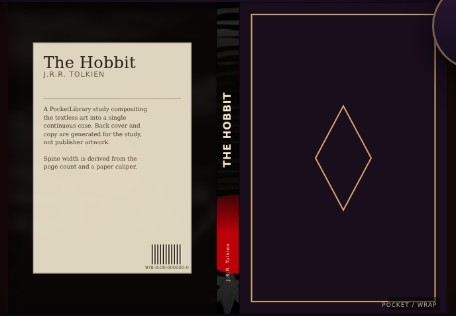 The Hobbit
J.R.R. TOLKIEN
A PocketLibrary study compositing
the textless art into a single
continuous case. Back cover and
copy are generated for the study,
not publisher artwork.
Spine width is derived from the
page count and a paper caliper.
THE HOBBIT
J.R.R. Tolkien
POCKET / WRAP